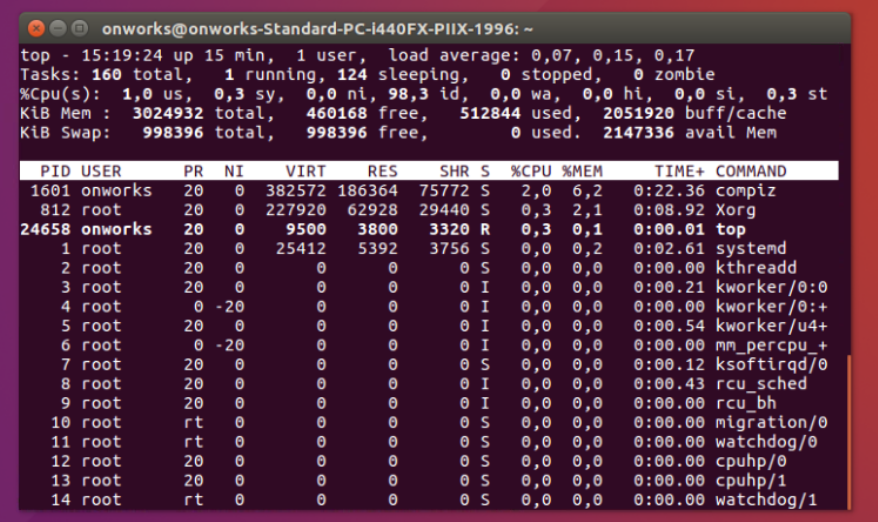 onworks@onworks-Standard-PC-i440FX-PIIX-1996: ~
top - 15:19:24 up 15 min,  1 user,  load average: 0,07, 0,15, 0,17
Tasks: 160 total,   1 running, 124 sleeping,   0 stopped,   0 zombie
%Cpu(s):  1,0 us,  0,3 sy,  0,0 ni, 98,3 id,  0,0 wa,  0,0 hi,  0,0 si,  0,3 st
KiB Mem :  3024932 total,   460168 free,   512844 used,  2051920 buff/cache
KiB Swap:   998396 total,   998396 free,        0 used.  2147336 avail Mem
  PID USER      PR  NI    VIRT    RES    SHR S  %CPU %MEM     TIME+ COMMAND
 1601 onworks   20   0  382572 186364  75772 S   2,0  6,2   0:22.36 compiz
  812 root      20   0  227920  62928  29440 S   0,3  2,1   0:08.92 Xorg
24658 onworks   20   0    9500   3800   3320 R   0,3  0,1   0:00.01 top
    1 root      20   0   25412   5392   3756 S   0,0  0,2   0:02.61 systemd
    2 root      20   0       0      0      0 S   0,0  0,0   0:00.00 kthreadd
    3 root      20   0       0      0      0 I   0,0  0,0   0:00.21 kworker/0:0
    4 root       0 -20       0      0      0 I   0,0  0,0   0:00.00 kworker/0:+
    5 root      20   0       0      0      0 I   0,0  0,0   0:00.54 kworker/u4+
    6 root       0 -20       0      0      0 I   0,0  0,0   0:00.00 mm_percpu_+
    7 root      20   0       0      0      0 S   0,0  0,0   0:00.12 ksoftirqd/0
    8 root      20   0       0      0      0 I   0,0  0,0   0:00.43 rcu_sched
    9 root      20   0       0      0      0 I   0,0  0,0   0:00.00 rcu_bh
   10 root      rt   0       0      0      0 S   0,0  0,0   0:00.00 migration/0
   11 root      rt   0       0      0      0 S   0,0  0,0   0:00.00 watchdog/0
   12 root      20   0       0      0      0 S   0,0  0,0   0:00.00 cpuhp/0
   13 root      20   0       0      0      0 S   0,0  0,0   0:00.00 cpuhp/1
   14 root      rt   0       0      0      0 S   0,0  0,0   0:00.00 watchdog/1